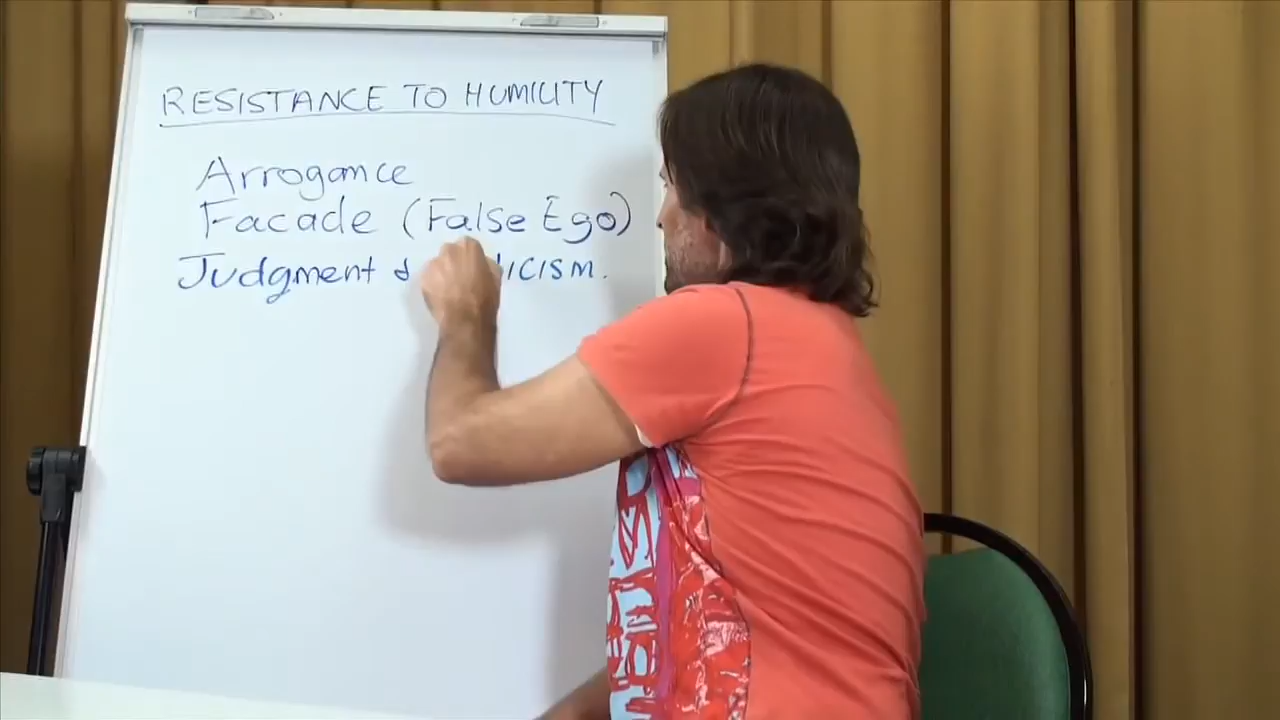 RESISTANCE TO HUMILITY
Arrogance
Facade (False Ego)
Judgment &